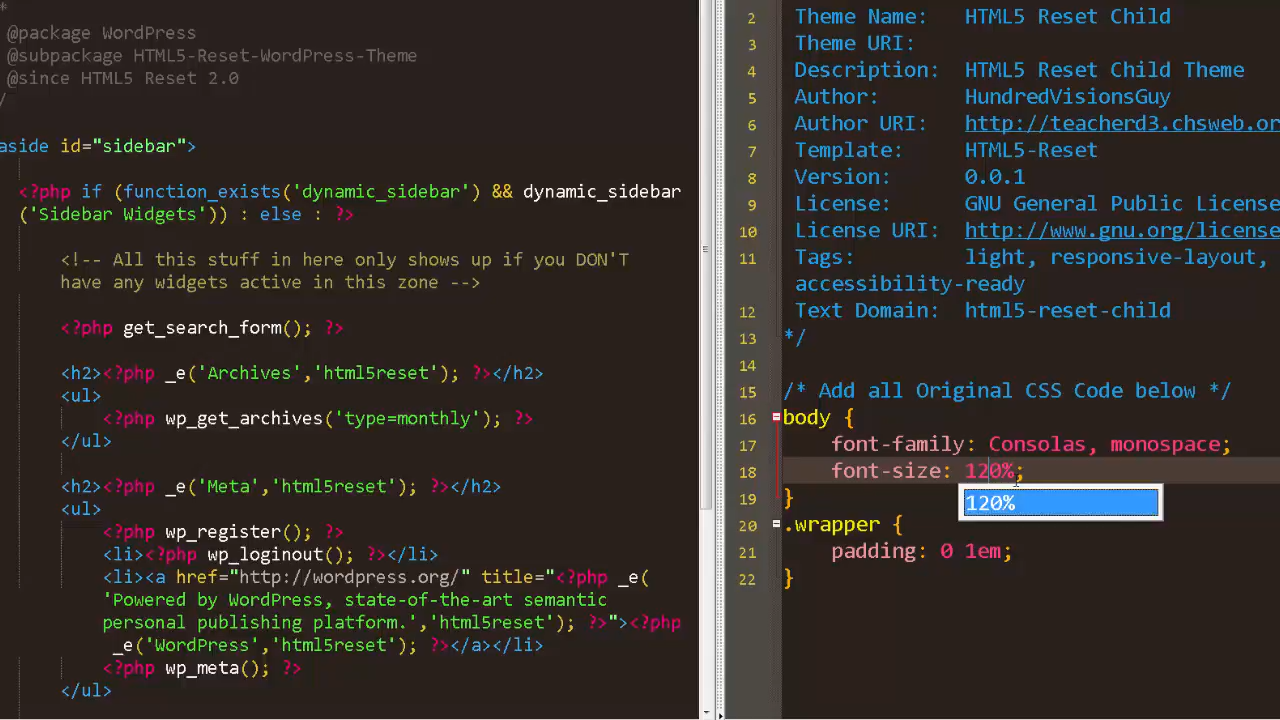 *
@package WordPress
@subpackage HTML5-Reset-WordPress-Theme
@since HTML5 Reset 2.0
/
aside id="Sidebar">
<?php if (function_exists('dynamic_sidebar') && dynamic_sidebar
('Sidebar Widgets')) : else : ?>
<!-- All this stuff in here only shows up if you DON'T
have any widgets active in this zone -->
<?php get_search_form(); ?>
<h2><?php _e('Archives','html5reset'); ?></h2>
<ul>
<?php wp_get_archives('type=monthly'); ?>
</ul>
<h2><?php _e('Meta','html5reset'); ?></h2>
<ul>
<?php wp_register(); ?>
<li><?php wp_loginout(); ?></li>
<li><a href="http://wordpress.org/" title="<?php _e(
'Powered by WordPress, state-of-the-art semantic
personal publishing platform.','html5reset'); ?>"><?php
_e('WordPress','html5reset'); ?></a></li>
<?php wp_meta(); ?>
</ul>
2 Theme Name: HTML5 Reset Child
3 Theme URI:
4 Description: HTML5 Reset Child Theme
5 Author: HundredVisionsGuy
6 Author URI: http://teacherd3.chsweb.or
7 Template: HTML5-Reset
8 Version: 0.0.1
9 License: GNU General Public License
10 License URI: http://www.gnu.org/license
11 Tags: light, responsive-layout,
accessibility-ready
12 Text Domain: html5-reset-child
13 */
14
15 /* Add all Original CSS Code below */
16 body {
17 font-family: Consolas, monospace;
18 font-size: 120%;
19 }
120%
20 .wrapper {
21 padding: 0 1em;
22 }